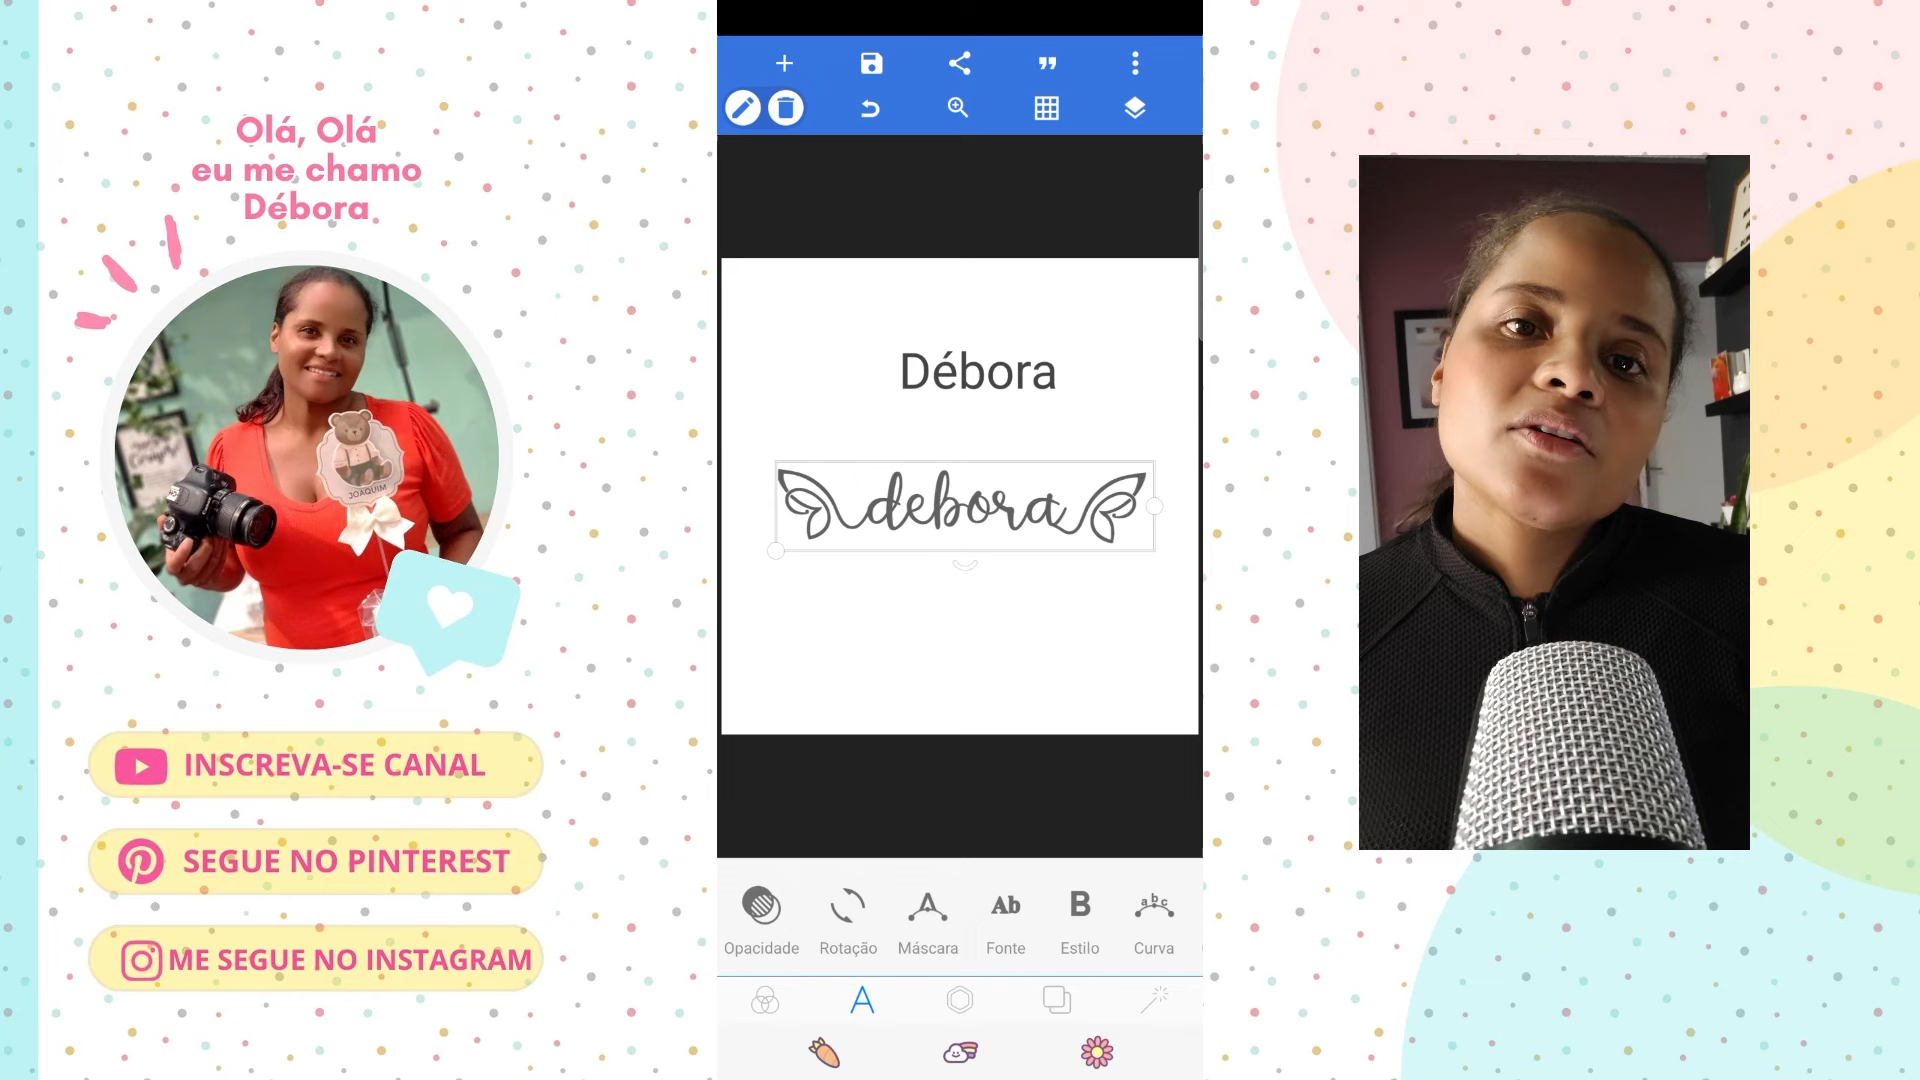 Olá, Olá
eu me chamo
Débora
JOAQUIM
INSCREVA-SE CANAL
SEGUE NO PINTEREST
ME SEGUE NO INSTAGRAM
Débora
debora
Ab
B
abc
Opacidade
Rotação
Máscara
Fonte
Estilo
Curva